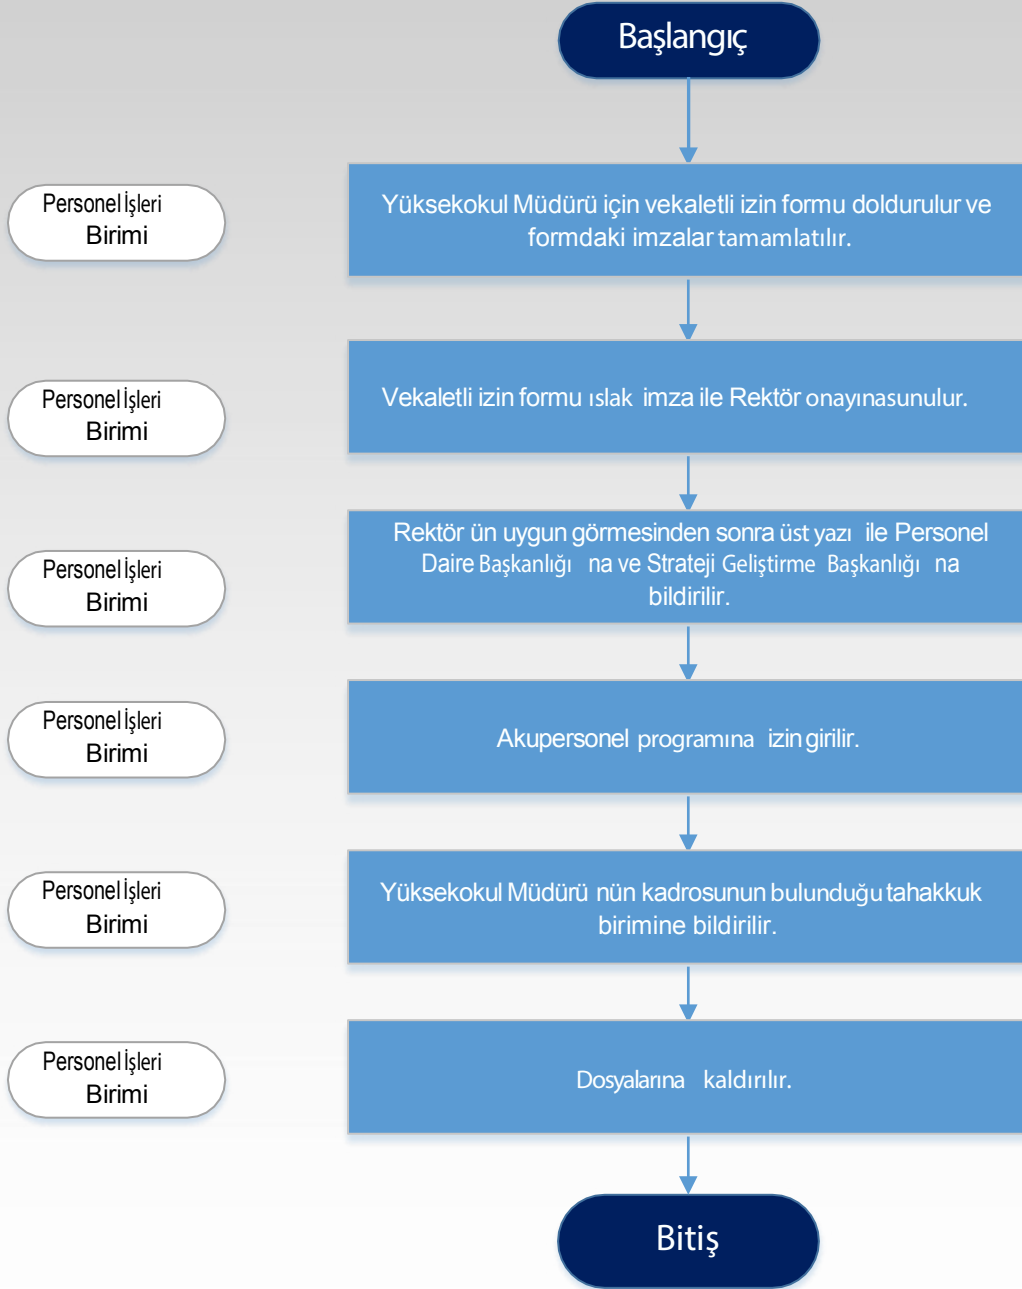 Başlangıç
Personel İşleri
Birimi
Yüksekokul Müdürü için vekaletli izin formu doldurulur ve
formdaki imzalar tamamlatılır.
Personel İşleri
Birimi
Vekaletli izin formu ıslak imza ile Rektör onayınasunulur.
Personel İşleri
Birimi
Rektör ün uygun görmesinden sonra üst yazı ile Personel
Daire Başkanlığı na ve Strateji Geliştirme Başkanlığı na
bildirilir.
Personel İşleri
Birimi
Akupersonel programına izin girilir.
Personel İşleri
Birimi
Yüksekokul Müdürü nün kadrosunun bulunduğu tahakkuk
birimine bildirilir.
Personel İşleri
Birimi
Dosyalarına kaldırılır.
Bitiş